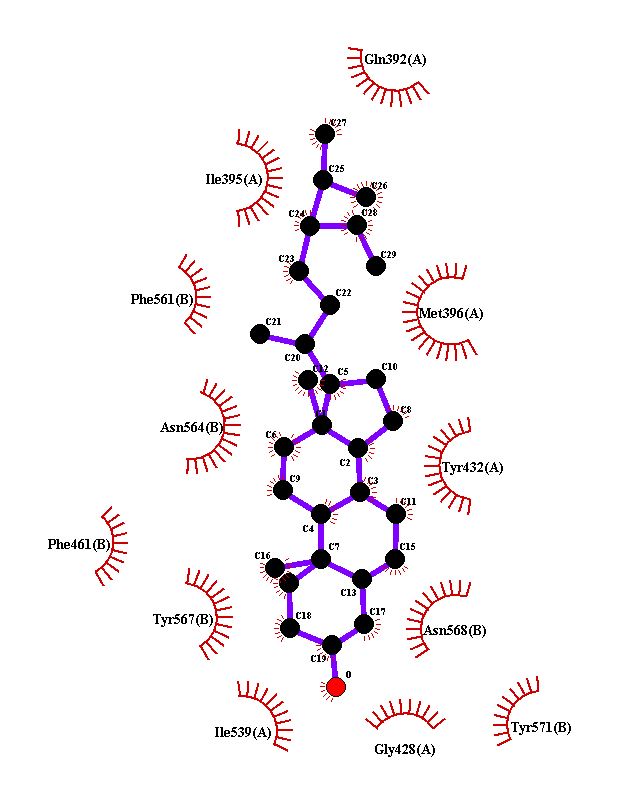 Gln392(A)
C27
C25
Ile395(A)
C26
C24
C28
C23
C29
Phe561(B)
C22
Met396(A)
C21
C20
C12
C5
C10
C8
Asn564(B)
C6
C2
Tyr432(A)
C9
C3
C11
C4
Phe461(B)
C7
C15
C16
C13
Tyr567(B)
C18
C17
Asn568(B)
C19
O
Ile539(A)
Tyr571(B)
Gly428(A)